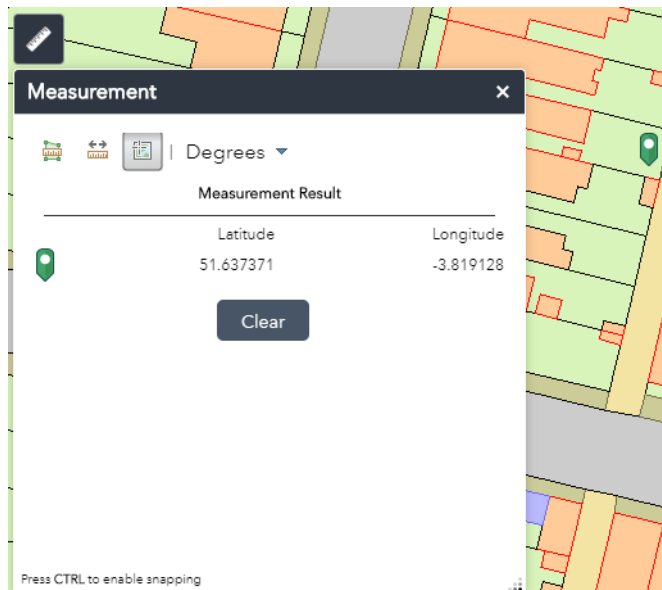 Measurement
| Degrees
Measurement Result
Latitude Longitude
51.637371 -3.819128
Clear
Press CTRL to enable snapping